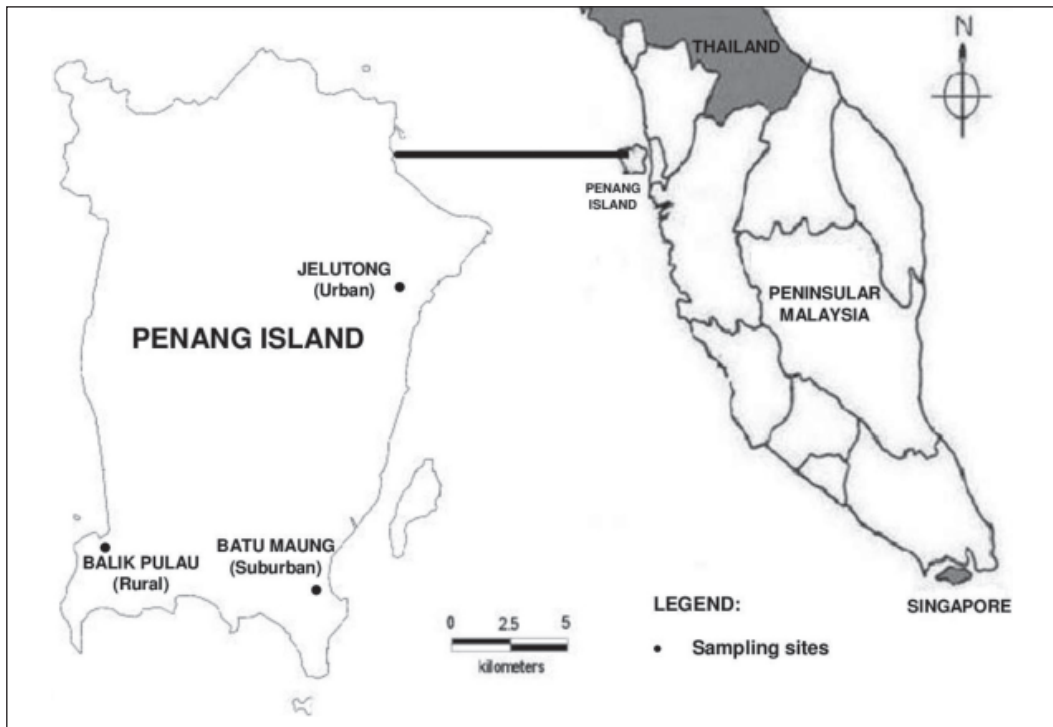 N
THAILAND
PENANG
ISLAND
JELUTONG
(Urban)
PENANG ISLAND
PENINSULAR
MALAYSIA
BALIK PULAU
(Rural)
BATU MAUNG
(Suburban)
0 2.5 5
kilometers
LEGEND:
• Sampling sites
SINGAPORE